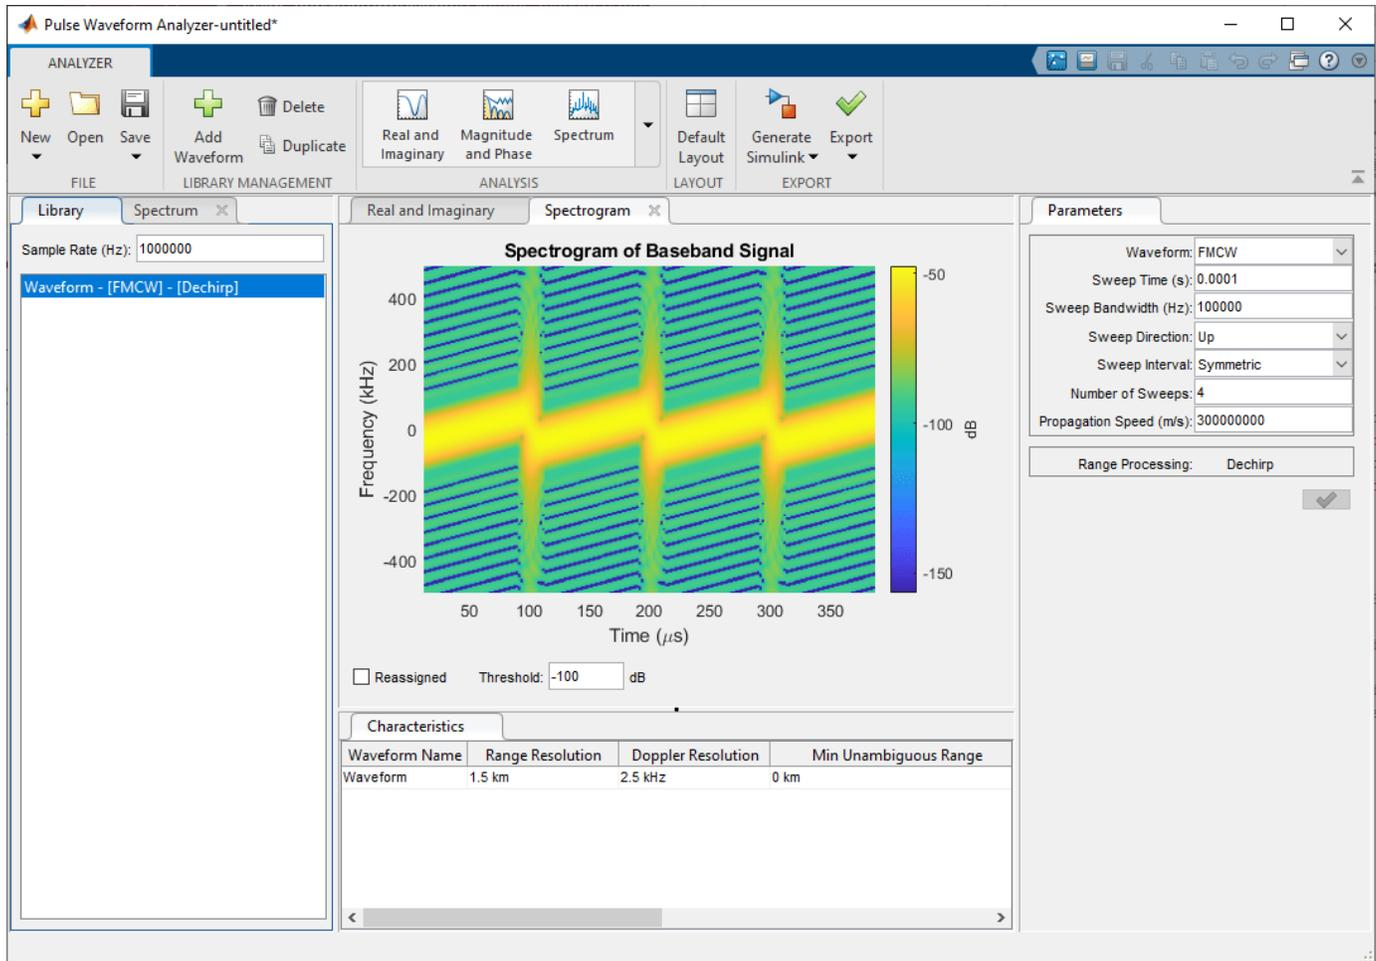 Pulse Waveform Analyzer-untitled*
ANALYZER
New
Open
Save
Add
Waveform
Delete
Duplicate
Real and
Imaginary
Magnitude
and Phase
Spectrum
Default
Layout
Generate
Simulink
Export
FILE
LIBRARY MANAGEMENT
ANALYSIS
LAYOUT
EXPORT
Library
Spectrum
Sample Rate (Hz): 1000000
Waveform - [FMCW] - [Dechirp]
Real and Imaginary
Spectrogram
Spectrogram of Baseband Signal
400
200
0
-200
-400
Frequency (kHz)
50 100 150 200 250 300 350
Time (μs)
-50
-100
-150
dB
Reassigned Threshold: -100 dB
Characteristics
Waveform Name Range Resolution Doppler Resolution Min Unambiguous Range
Waveform 1.5 km 2.5 kHz 0 km
Parameters
Waveform: FMCW
Sweep Time (s): 0.0001
Sweep Bandwidth (Hz): 100000
Sweep Direction: Up
Sweep Interval: Symmetric
Number of Sweeps: 4
Propagation Speed (m/s): 300000000
Range Processing: Dechirp